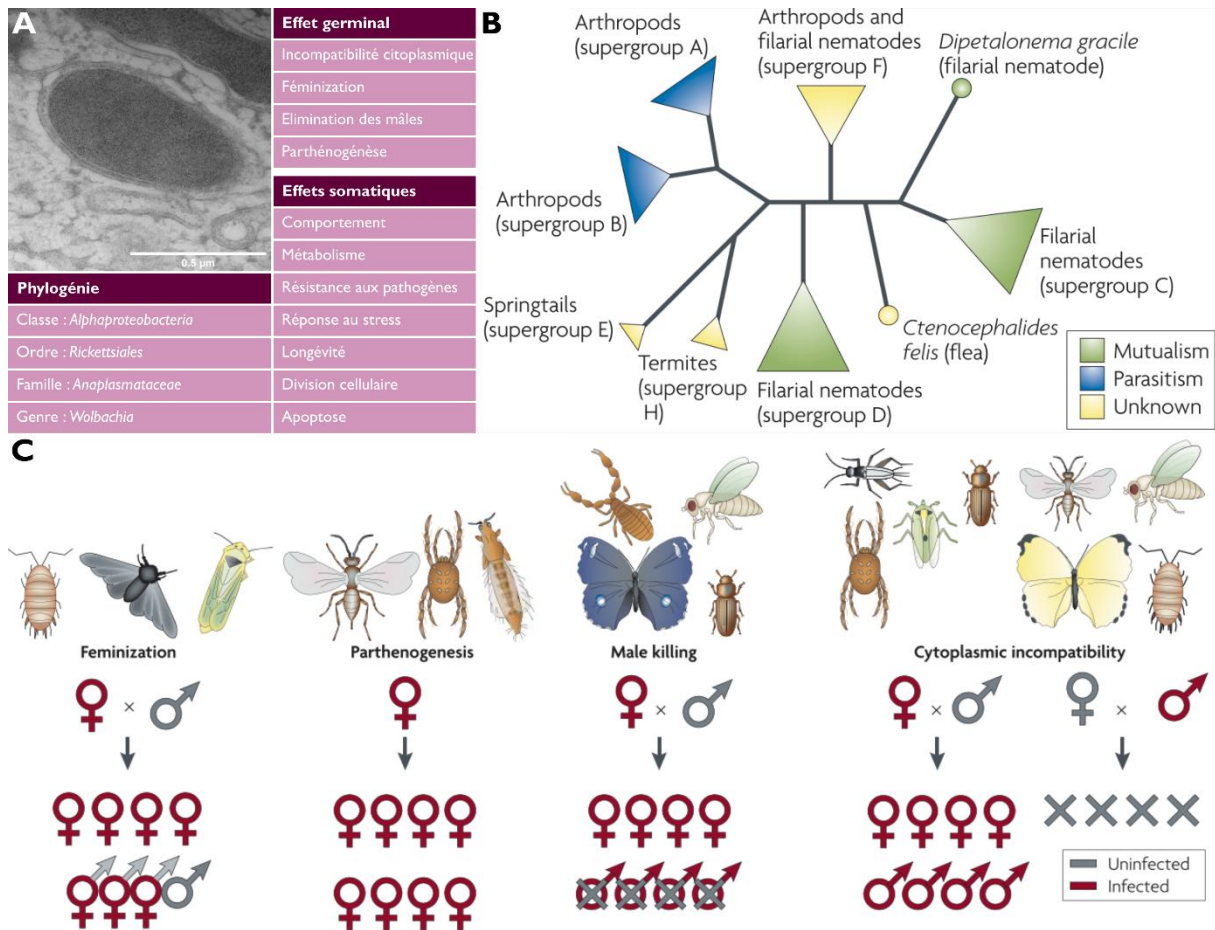 A
0.5 µm
Phylogénie
Classe : Alphaproteobacteria
Ordre : Rickettsiales
Famille : Anaplasmataceae
Genre : Wolbachia
Effet germinal
Incompatibilité citoplasmique
Féminization
Elimination des mâles
Parthénogénèse
Effets somatiques
Comportement
Métabolisme
Résistance aux pathogènes
Réponse au stress
Longévité
Division cellulaire
Apoptose
B
Arthropods
(supergroup A)
Arthropods and
filarial nematodes
(supergroup F)
Dipetalonema gracile
(filarial nematode)
Arthropods
(supergroup B)
Filarial
nematodes
(supergroup C)
Springtails
(supergroup E)
Termites
(supergroup
H)
Filarial nematodes
(supergroup D)
Ctenocephalides
felis (flea)
Mutualism
Parasitism
Unknown
C
Feminization
Parthenogenesis
Male killing
Cytoplasmic incompatibility
♀ × ♂
♀
♀ × ♂
♀ × ♂
♀ × ♂
Uninfected
Infected